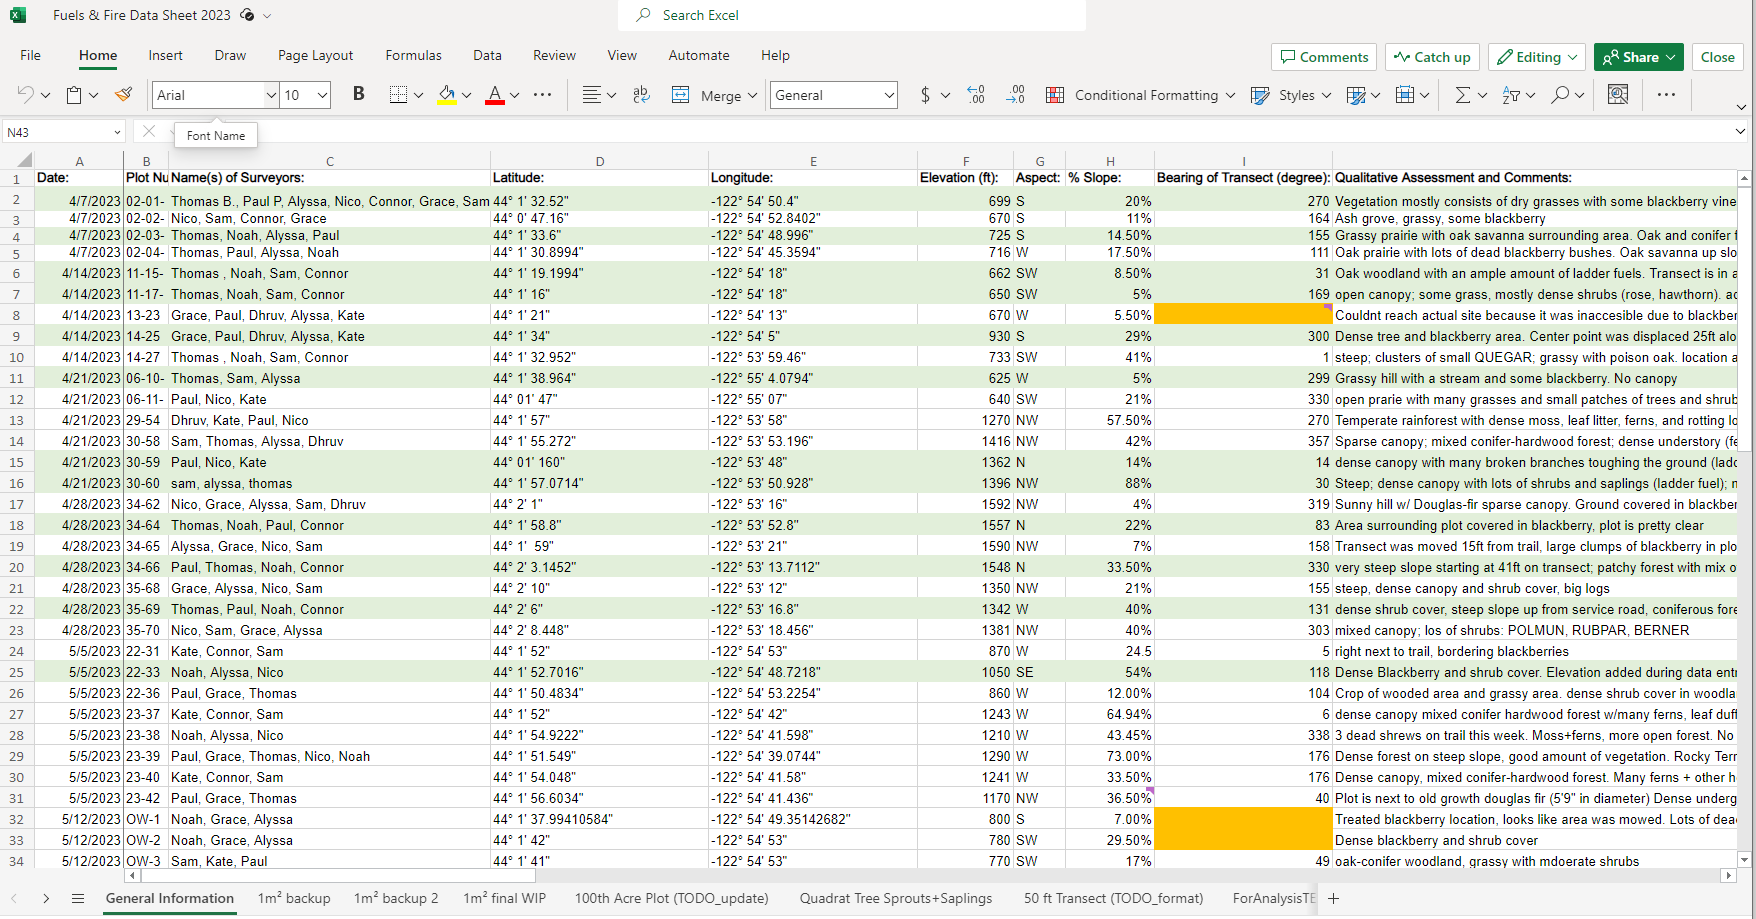 Fuels & Fire Data Sheet 2023
Search Excel
File Home Insert Draw Page Layout Formulas Data Review View Automate Help Comments Catch up Editing Share Close
Arial 10 B A ab Merge General $ .00 .00 Conditional Formatting Styles
N43
Font Name
A B C D E F G H I
1 Date: Plot Nu Name(s) of Surveyors: Latitude: Longitude: Elevation (ft): Aspect: % Slope: Bearing of Transect (degree): Qualitative Assessment and Comments:
2 4/7/2023 02-01- Thomas B., Paul P, Alyssa, Nico, Connor, Grace, Sam 44° 1' 32.52" -122° 54' 50.4" 699 S 20% 270 Vegetation mostly consists of dry grasses with some blackberry vine
3 4/7/2023 02-02- Nico, Sam, Connor, Grace 44° 0' 47.16" -122° 54' 52.8402" 670 S 11% 164 Ash grove, grassy, some blackberry
4 4/7/2023 02-03- Thomas, Noah, Alyssa, Paul 44° 1' 33.6" -122° 54' 48.996" 725 S 14.50% 155 Grassy prairie with oak savanna surrounding area. Oak and conifer f
5 4/7/2023 02-04- Thomas, Paul, Alyssa, Noah 44° 1' 30.8994" -122° 54' 45.3594" 716 W 17.50% 111 Oak prairie with lots of dead blackberry bushes. Oak savanna up slo
6 4/14/2023 11-15- Thomas , Noah, Sam, Connor 44° 1' 19.1994" -122° 54' 18" 662 SW 8.50% 31 Oak woodland with an ample amount of ladder fuels. Transect is in a
7 4/14/2023 11-17- Thomas, Noah, Sam, Connor 44° 1' 16" -122° 54' 18" 650 SW 5% 169 open canopy; some grass, mostly dense shrubs (rose, hawthorn). ac
8 4/14/2023 13-23 Grace, Paul, Dhruv, Alyssa, Kate 44° 1' 21" -122° 54' 13" 670 W 5.50% Couldnt reach actual site because it was inaccesible due to blackber
9 4/14/2023 14-25 Grace, Paul, Dhruv, Alyssa, Kate 44° 1' 34" -122° 54' 5" 930 S 29% 300 Dense tree and blackberry area. Center point was displaced 25ft alo
10 4/14/2023 14-27 Thomas , Noah, Sam, Connor 44° 1' 32.952" -122° 53' 59.46" 733 SW 41% 1 steep; clusters of small QUEGAR; grassy with poison oak. location a
11 4/21/2023 06-10- Thomas, Sam, Alyssa 44° 1' 38.964" -122° 55' 4.0794" 625 W 5% 299 Grassy hill with a stream and some blackberry. No canopy
12 4/21/2023 06-11- Paul, Nico, Kate 44° 01' 47" -122° 55' 07" 640 SW 21% 330 open prarie with many grasses and small patches of trees and shrub
13 4/21/2023 29-54 Dhruv, Kate, Paul, Nico 44° 1' 57" -122° 53' 58" 1270 NW 57.50% 270 Temperate rainforest with dense moss, leaf litter, ferns, and rotting lo
14 4/21/2023 30-58 Sam, Thomas, Alyssa, Dhruv 44° 1' 55.272" -122° 53' 53.196" 1416 NW 42% 357 Sparse canopy; mixed conifer-hardwood forest; dense understory (fe
15 4/21/2023 30-59 Paul, Nico, Kate 44° 01' 160" -122° 53' 48" 1362 N 14% 14 dense canopy with many broken branches toughing the ground (ladd
16 4/21/2023 30-60 sam, alyssa, thomas 44° 1' 57.0714" -122° 53' 50.928" 1396 NW 88% 30 Steep; dense canopy with lots of shrubs and saplings (ladder fuel); n
17 4/28/2023 34-62 Nico, Grace, Alyssa, Sam, Dhruv 44° 2' 1" -122° 53' 16" 1592 NW 4% 319 Sunny hill w/ Douglas-fir sparse canopy. Ground covered in blackber
18 4/28/2023 34-64 Thomas, Noah, Paul, Connor 44° 1' 58.8" -122° 53' 52.8" 1557 N 22% 83 Area surrounding plot covered in blackberry, plot is pretty clear
19 4/28/2023 34-65 Alyssa, Grace, Nico, Sam 44° 1'  59" -122° 53' 21" 1590 NW 7% 158 Transect was moved 15ft from trail, large clumps of blackberry in plo
20 4/28/2023 34-66 Paul, Thomas, Noah, Connor 44° 2' 3.1452" -122° 53' 13.7112" 1548 N 33.50% 330 very steep slope starting at 41ft on transect; patchy forest with mix o
21 4/28/2023 35-68 Grace, Alyssa, Nico, Sam 44° 2' 10" -122° 53' 12" 1350 NW 21% 155 steep, dense canopy and shrub cover, big logs
22 4/28/2023 35-69 Thomas, Paul, Noah, Connor 44° 2' 6" -122° 53' 16.8" 1342 W 40% 131 dense shrub cover, steep slope up from service road, coniferous fore
23 4/28/2023 35-70 Nico, Sam, Grace, Alyssa 44° 2' 8.448" -122° 53' 18.456" 1381 NW 40% 303 mixed canopy; los of shrubs: POLMUN, RUBPAR, BERNER
24 5/5/2023 22-31 Kate, Connor, Sam 44° 1' 52" -122° 54' 53" 870 W 24.5 5 right next to trail, bordering blackberries
25 5/5/2023 22-33 Noah, Alyssa, Nico 44° 1' 52.7016" -122° 54' 48.7218" 1050 SE 54% 118 Dense Blackberry and shrub cover. Elevation added during data entr
26 5/5/2023 22-36 Paul, Grace, Thomas 44° 1' 50.4834" -122° 53' 53.2254" 860 W 12.00% 104 Crop of wooded area and grassy area. dense shrub cover in woodla
27 5/5/2023 23-37 Kate, Connor, Sam 44° 1' 52" -122° 54' 42" 1243 W 64.94% 6 dense canopy mixed conifer hardwood forest w/many ferns, leaf duff
28 5/5/2023 23-38 Noah, Alyssa, Nico 44° 1' 54.9222" -122° 54' 41.598" 1210 W 43.45% 338 3 dead shrews on trail this week. Moss+ferns, more open forest. No
29 5/5/2023 23-39 Paul, Grace, Thomas, Nico, Noah 44° 1' 51.549" -122° 54' 39.0744" 1290 W 73.00% 176 Dense forest on steep slope, good amount of vegetation. Rocky Terr
30 5/5/2023 23-40 Kate, Connor, Sam 44° 1' 54.048" -122° 54' 41.58" 1241 W 33.50% 176 Dense canopy, mixed conifer-hardwood forest. Many ferns + other h
31 5/5/2023 23-42 Paul, Grace, Thomas 44° 1' 56.6034" -122° 54' 41.436" 1170 NW 36.50% 40 Plot is next to old growth douglas fir (5'9" in diameter) Dense underg
32 5/12/2023 OW-1 Noah, Grace, Alyssa 44° 1' 37.99410584" -122° 54' 49.35142682" 800 S 7.00% Treated blackberry location, looks like area was mowed. Lots of dea
33 5/12/2023 OW-2 Noah, Grace, Alyssa 44° 1' 42" -122° 54' 53" 780 SW 29.50% Dense blackberry and shrub cover
34 5/12/2023 OW-3 Sam, Kate, Paul 44° 1' 41" -122° 54' 53" 770 SW 17% 49 oak-conifer woodland, grassy with mdoerate shrubs
General Information 1m² backup 1m² backup 2 1m² final WIP 100th Acre Plot (TODO_update) Quadrat Tree Sprouts+Saplings 50 ft Transect (TODO_format) ForAnalysisTE